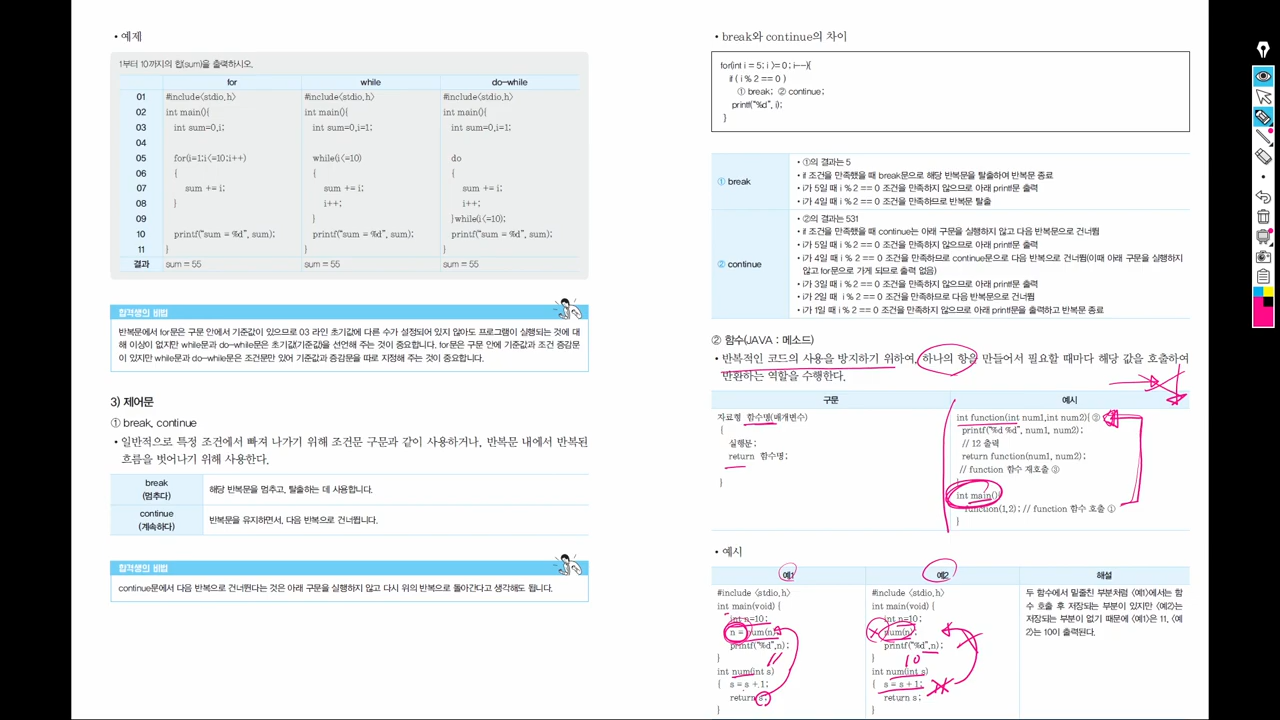 • 예제
1부터 10까지의 합(sum)을 출력하시오.
for while do-while
01 #include<stdio.h> #include<stdio.h> #include<stdio.h>
02 int main(){ int main(){ int main(){
03 int sum=0,i; int sum=0,i=1; int sum=0,i=1;
04
05 for(i=1;i<=10;i++) while(i<=10) do
06 { { {
07 sum += i; sum += i; sum += i;
08 } i++; i++;
09 } }while(i<=10);
10 printf("sum = %d", sum); printf("sum = %d", sum); printf("sum = %d", sum);
11 } } }
결과 sum = 55 sum = 55 sum = 55
합격생의 비법
반복문에서 for문은 구문 안에서 기준값이 있으므로 03 라인 초기값에 다른 수가 설정되어 있지 않아도 프로그램이 실행되는 것에 대
해 이상이 없지만 while문과 do-while문은 초기값(기준값)을 선언해 주는 것이 중요합니다. for문은 구문 안에 기준값과 조건 증감문
이 있지만 while문과 do-while문은 조건문만 있어 기준값과 증감문을 따로 지정해 주는 것이 중요합니다.
3) 제어문
① break, continue
• 일반적으로 특정 조건에서 빠져 나가기 위해 조건문 구문과 같이 사용하거나, 반복문 내에서 반복된
흐름을 벗어나기 위해 사용한다.
break
(멈추다)
해당 반복문을 멈추고, 탈출하는 데 사용합니다.
continue
(계속하다)
반복문을 유지하면서, 다음 반복으로 건너뜁니다.
합격생의 비법
continue문에서 다음 반복으로 건너뛴다는 것은 아래 구문을 실행하지 않고 다시 위의 반복으로 돌아간다고 생각해도 됩니다.
• break와 continue의 차이
for(int i = 5; i >= 0; i--){
if ( i % 2 == 0 )
① break; ② continue;
printf("%d", i);
}
① break
• ①의 결과는 5
• if 조건을 만족했을 때 break문으로 해당 반복문을 탈출하여 반복문 종료
• i가 5일 때 i % 2 == 0 조건을 만족하지 않으므로 아래 print문 출력
• i가 4일 때 i % 2 == 0 조건을 만족하므로 반복문 탈출
② continue
• ②의 결과는 531
• if 조건을 만족했을 때 continue는 아래 구문을 실행하지 않고 다음 반복문으로 건너뜀
• i가 5일 때 i % 2 == 0 조건을 만족하지 않으므로 아래 print문 출력
• i가 4일 때 i % 2 == 0 조건을 만족하므로 continue문으로 다음 반복으로 건너뜀(이때 아래 구문을 실행하지
않고 for문으로 가게 되므로 출력 없음)
• i가 3일 때 i % 2 == 0 조건을 만족하지 않으므로 아래 print문 출력
• i가 2일 때 i % 2 == 0 조건을 만족하므로 다음 반복문으로 건너뜀
• i가 1일 때 i % 2 == 0 조건을 만족하지 않으므로 아래 print문을 출력하고 반복문 종료
② 함수(JAVA : 메소드)
• 반복적인 코드의 사용을 방지하기 위하여, 하나의 항을 만들어서 필요할 때마다 해당 값을 호출하여
반환하는 역할을 수행한다.
구문 예시
자료형 함수명(매개변수)
{
실행문;
return 함수명;
}
int function(int num1,int num2){ ②
printf("%d %d", num1, num2);
// 12 출력
return function(num1, num2);
// function 함수 재호출 ③
int main(){
function(1,2); // function 함수 호출 ①
}
• 예시
예1 예2 해설
#include <stdio.h>
int main(void) {
int n=10;
n = num(n);
printf("%d",n);
}
11
int num(int s)
{ s = s + 1;
return s;
}
#include <stdio.h>
int main(void) {
int n=10;
num(n);
printf("%d",n);
}
10
int num(int s)
{ s = s + 1;
return s;
}
두 함수에서 밑줄친 부분처럼 <예1>에서는 함
수 호출 후 저장되는 부분이 있지만 <예2>는
저장되는 부분이 없기 때문에 <예1>은 11, <예
2>는 10이 출력된다.